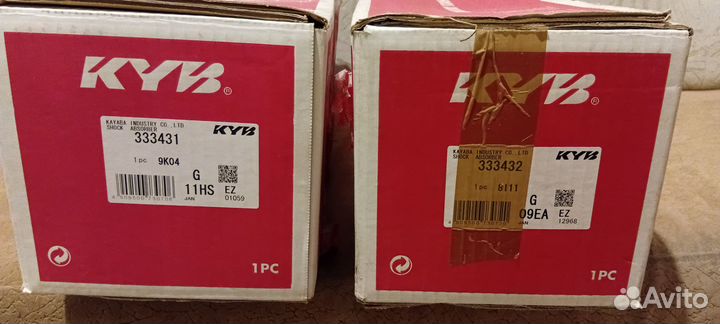 KYB®
KAYABA INDUSTRY CO.,LTD
SHOCK ABSORBER
KYB
333431
1pc 9K04
G
11HS EZ
JAN 01059
1PC
KYB®
KAYABA INDUSTRY CO.,LTD
SHOCK ABSORBER
KYB
333432
1pc 8111
G
09EA EZ
JAN 12968
1PC
Avito